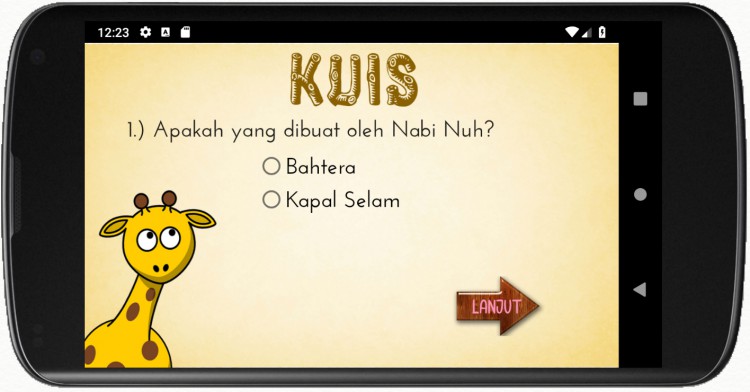 12:23
KUIS
1.) Apakah yang dibuat oleh Nabi Nuh?
Bahtera
Kapal Selam
LANJUT